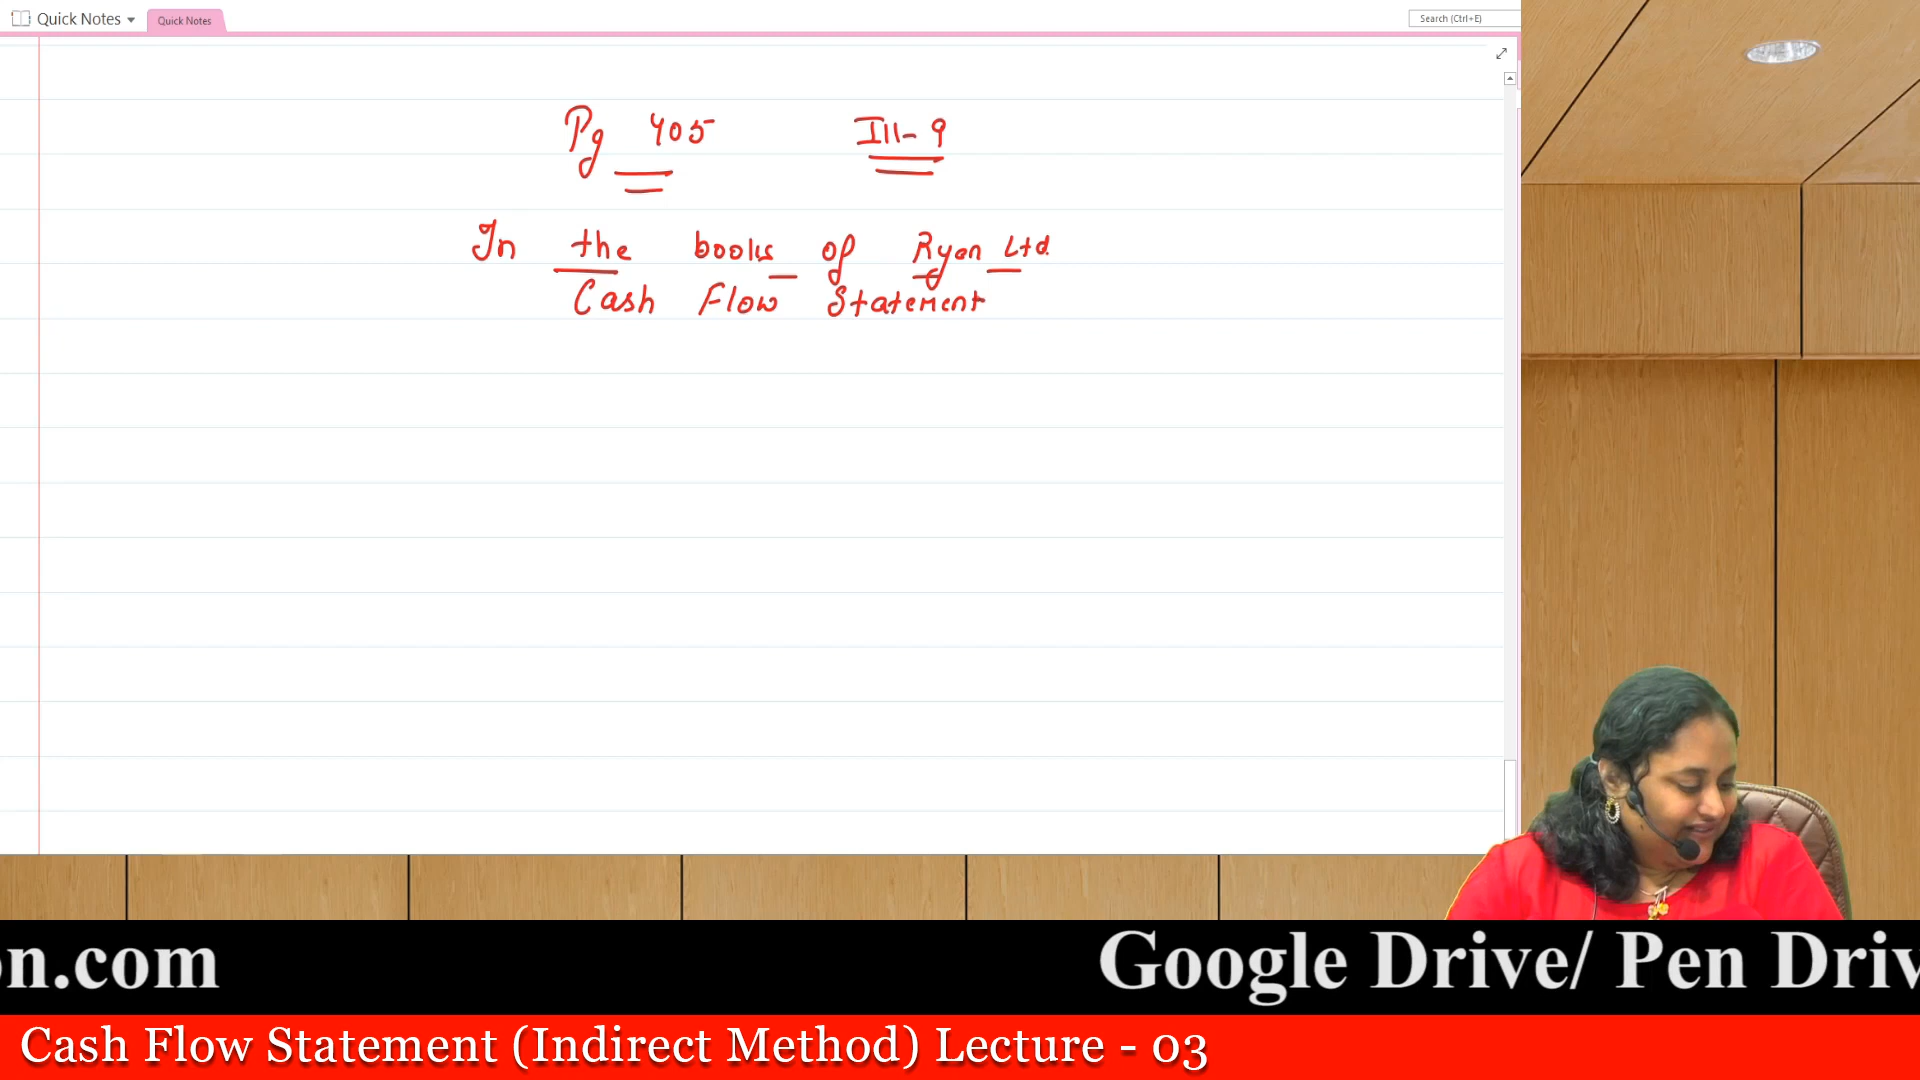 Quick Notes
Quick Notes
Search (Ctrl+E)
Pg 405 Ill-9
In the books of Ryan Ltd.
Cash Flow Statement
on.com Google Drive/ Pen Driv
Cash Flow Statement (Indirect Method) Lecture - 03